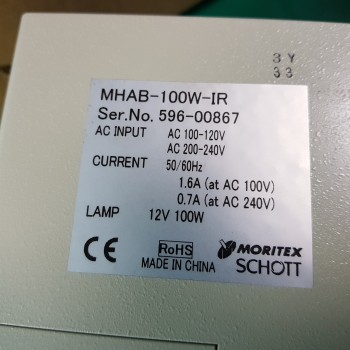 3 Y
33
MHAB-100W-IR
Ser.No. 596-00867
AC INPUT AC 100-120V
AC 200-240V
CURRENT 50/60Hz
1.6A (at AC 100V)
0.7A (at AC 240V)
LAMP 12V 100W
CE RoHS MORITEX
MADE IN CHINA SCHOTT